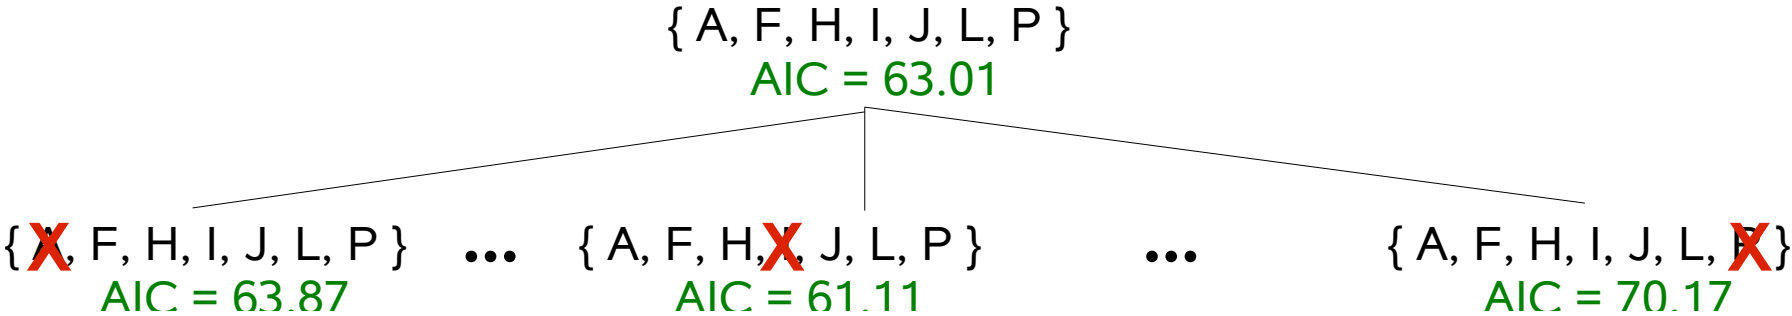 { A, F, H, I, J, L, P }
AIC = 63.01
{ A, F, H, I, J, L, P } ... { A, F, H, I, J, L, P } ... { A, F, H, I, J, L, P }
X X X
AIC = 63.87 AIC = 61.11 AIC = 70.17